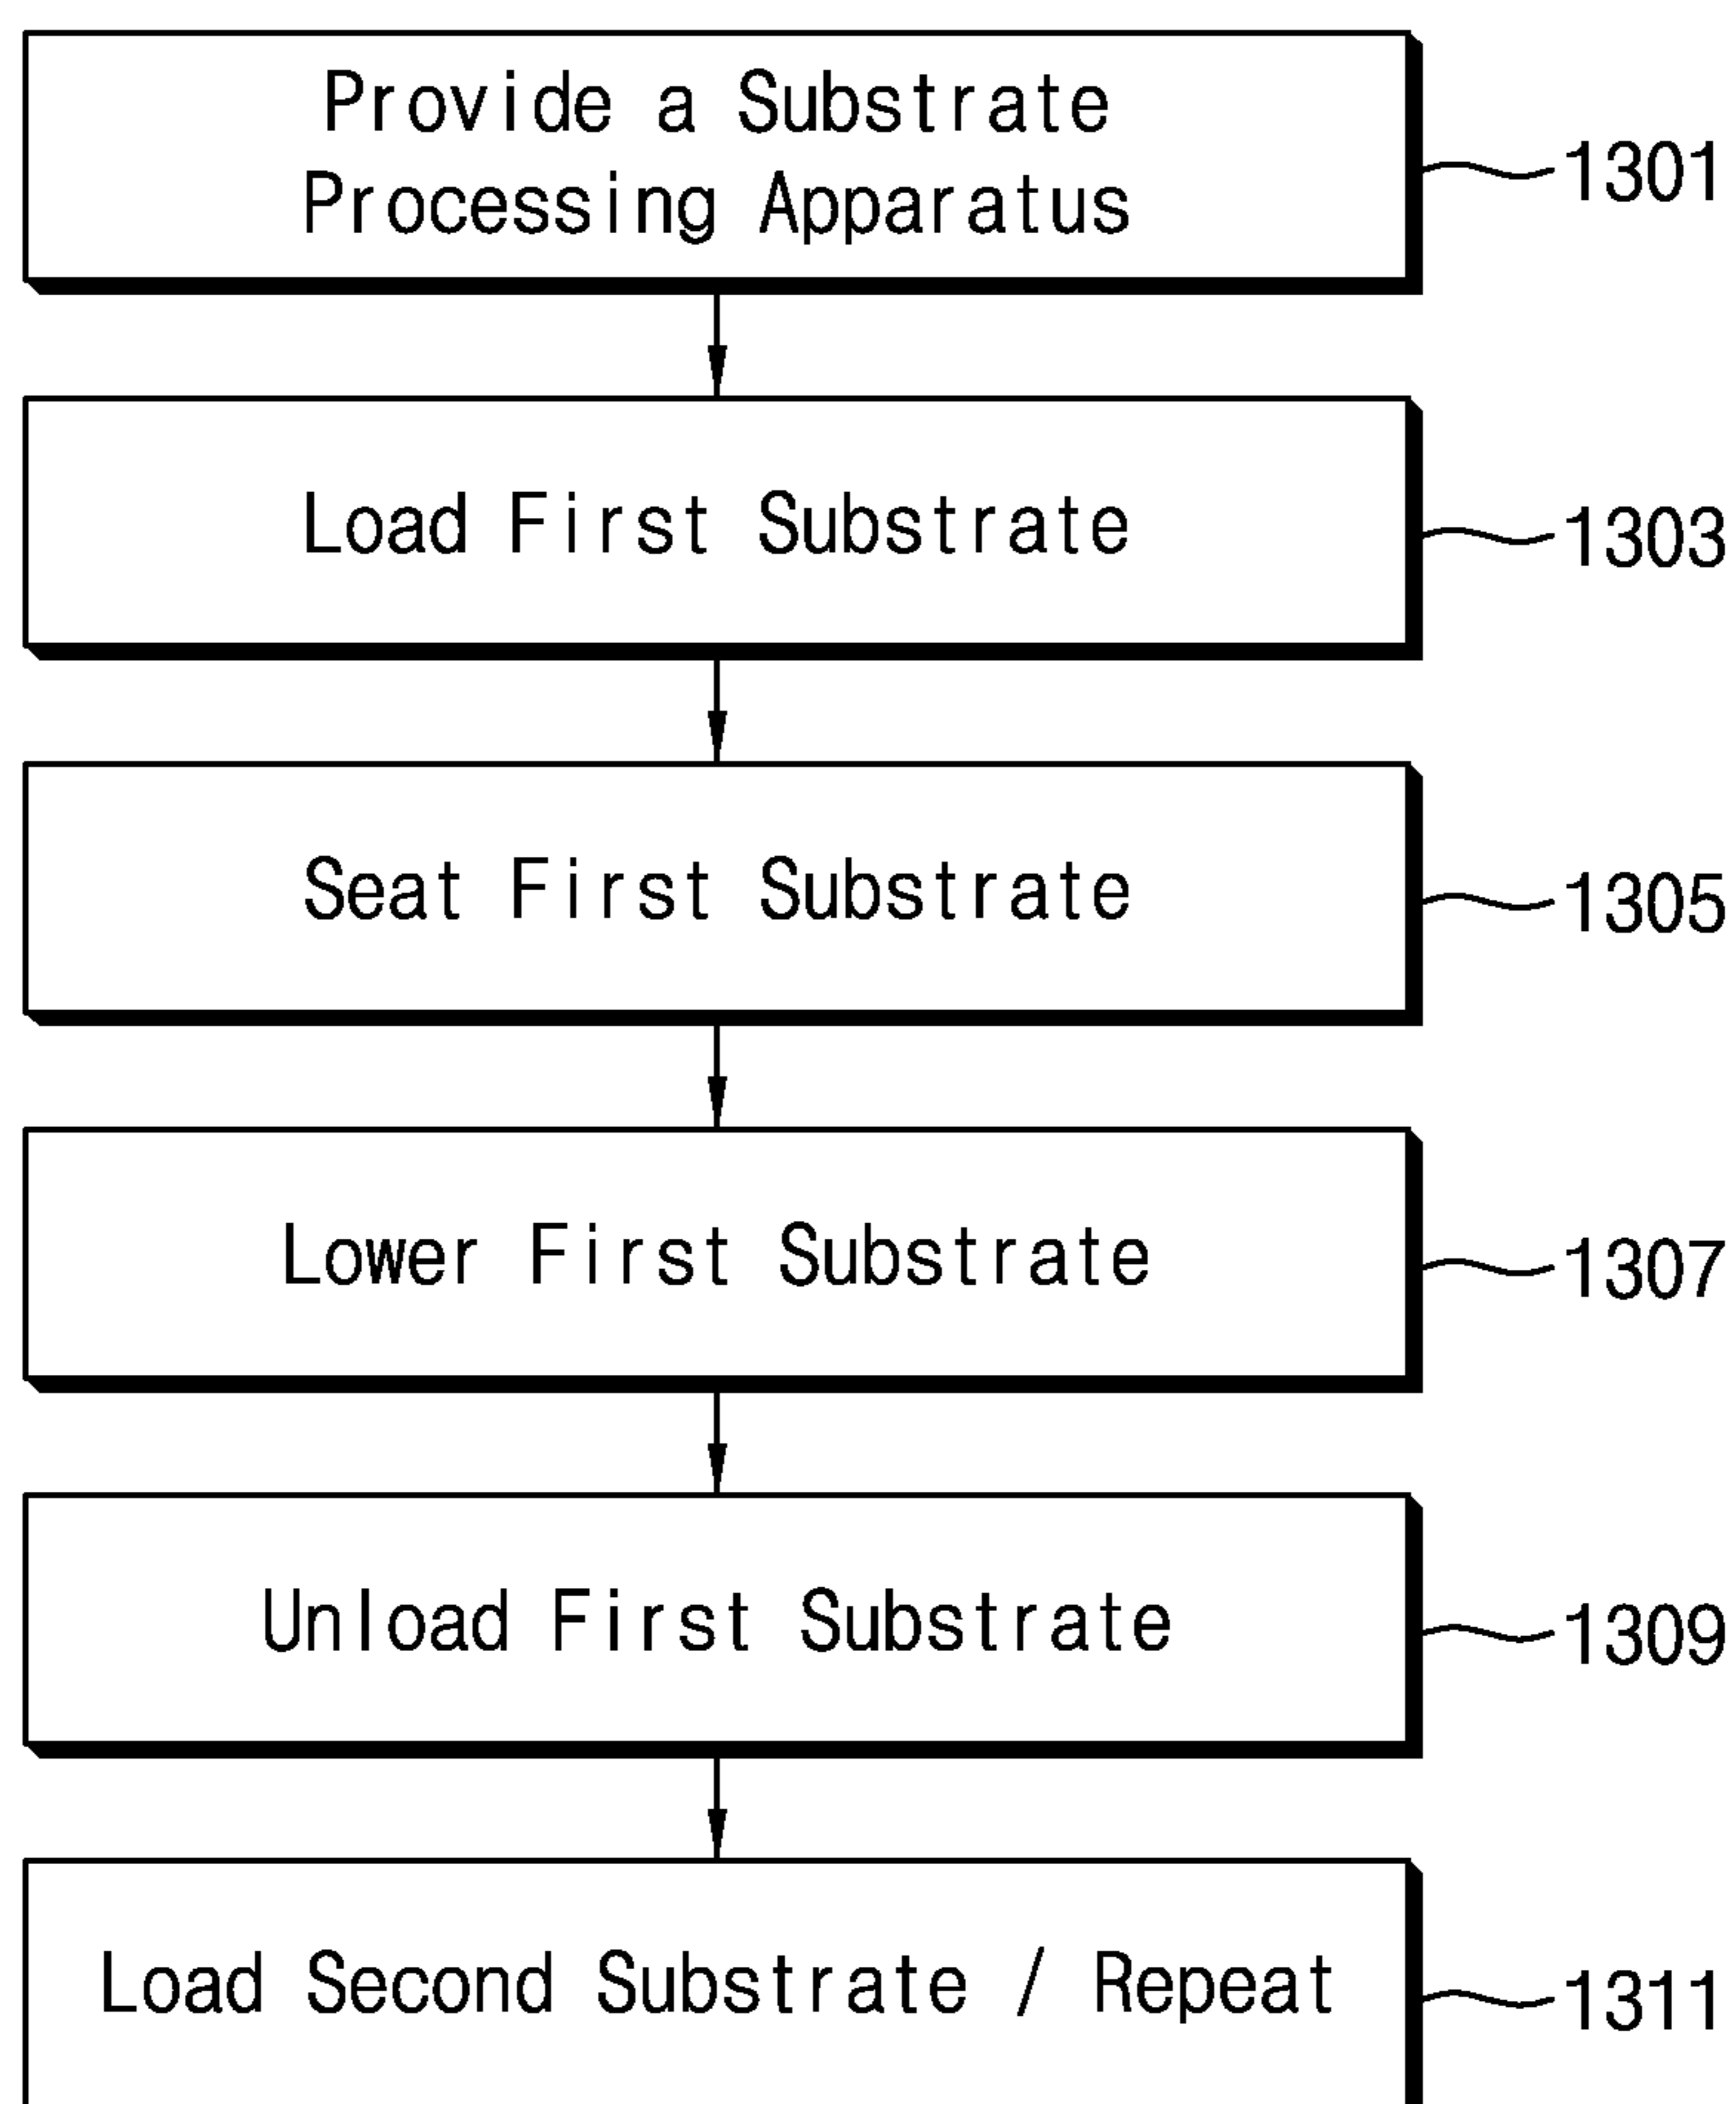 Provide a Substrate
Processing Apparatus
1301
Load First Substrate
1303
Seat First Substrate
1305
Lower First Substrate
1307
Unload First Substrate
1309
Load Second Substrate / Repeat
1311